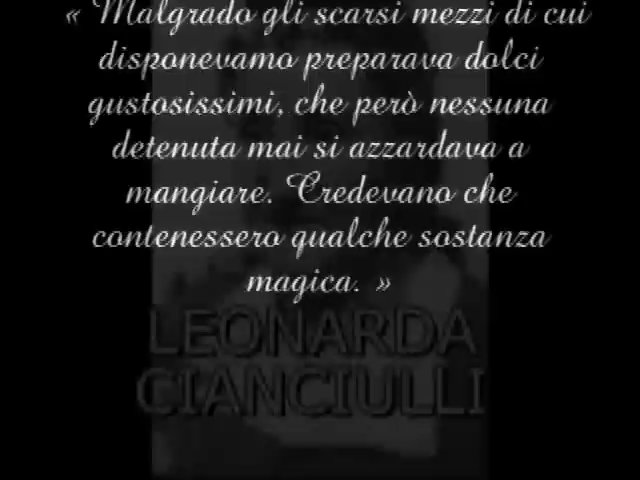 « Malgrado gli scarsi mezzi di cui
disponevamo preparava dolci
gustosissimi, che però nessuna
detenuta mai si azzardava a
mangiare. Credevano che
contenessero qualche sostanza
magica. »
LEONARDA
CIANCIULLI